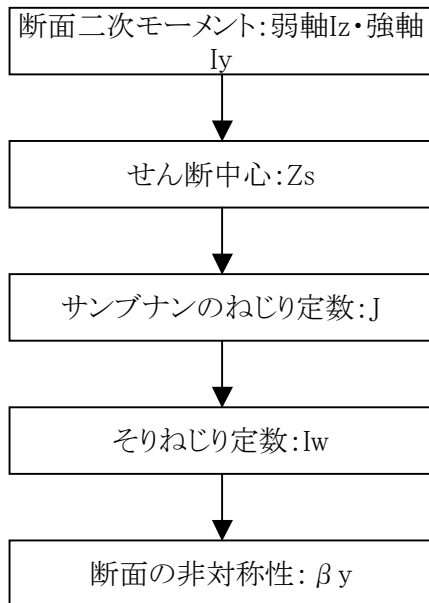 断面二次モーメント:弱軸Iz・強軸
Iy
せん断中心:Zs
サンブナンのねじり定数:J
そりねじり定数:Iw
断面の非対称性:βy